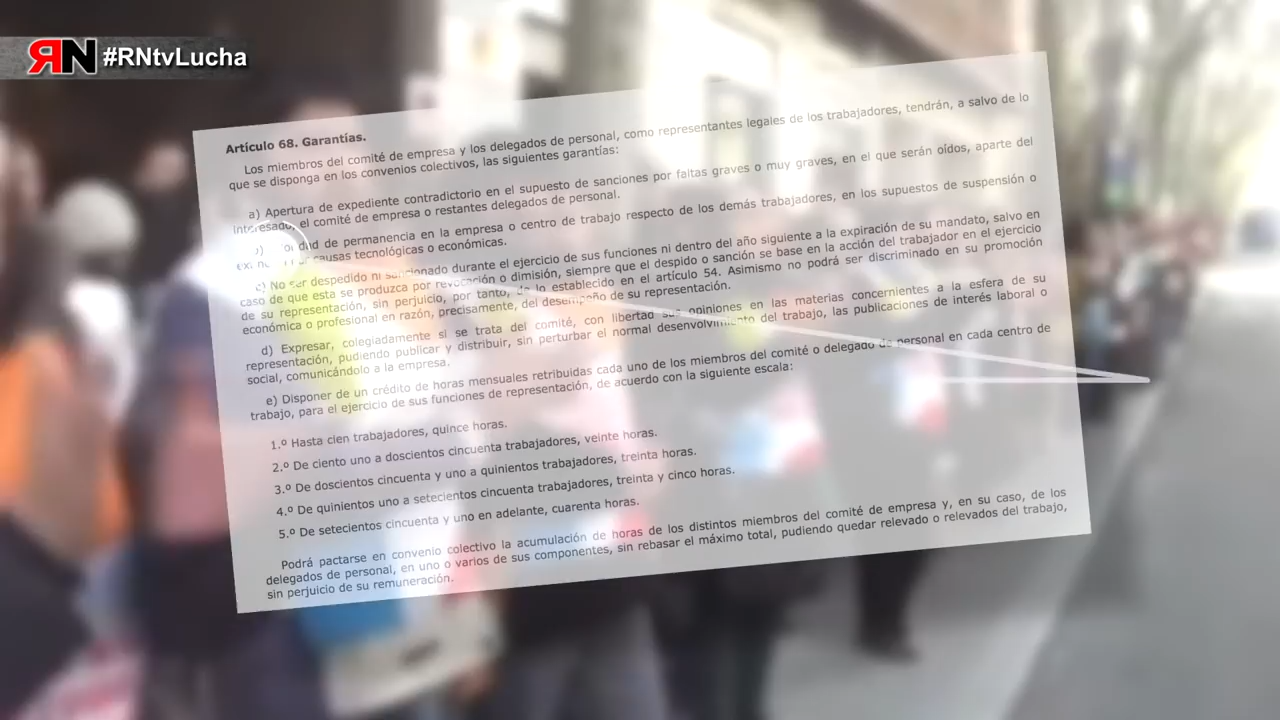 RN #RNtvLucha
Artículo 68. Garantías.
Los miembros del comité de empresa y los delegados de personal, como representantes legales de los trabajadores, tendrán, a salvo de lo
que se disponga en los convenios colectivos, las siguientes garantías:
a) Apertura de expediente contradictorio en el supuesto de sanciones por faltas graves o muy graves, en el que serán oídos, aparte del
interesado, el comité de empresa o restantes delegados de personal.
de permanencia en la empresa o centro de trabajo respecto de los demás trabajadores, en los supuestos de suspensión o
causas tecnológicas o económicas.
c) No ser despedido ni sancionado durante el ejercicio de sus funciones ni dentro del año siguiente a la expiración de su mandato, salvo en
caso de que esta se produzca por revocación o dimisión, siempre que el despido o sanción se base en la acción del trabajador en el ejercicio
de su representación, sin perjuicio, por tanto, de lo establecido en el artículo 54. Asimismo no podrá ser discriminado en su promoción
económica o profesional en razón, precisamente, del desempeño de su representación.
d) Expresar, colegiadamente si se trata del comité, con libertad sus opiniones en las materias concernientes a la esfera de su
representación, pudiendo publicar y distribuir, sin perturbar el normal desenvolvimiento del trabajo, las publicaciones de interés laboral o
social, comunicándolo a la empresa.
e) Disponer de un crédito de horas mensuales retribuidas cada uno de los miembros del comité o delegado de personal en cada centro de
trabajo, para el ejercicio de sus funciones de representación, de acuerdo con la siguiente escala:
1.º Hasta cien trabajadores, quince horas.
2.º De ciento uno a doscientos cincuenta trabajadores, veinte horas.
3.º De doscientos cincuenta y uno a quinientos trabajadores, treinta horas.
4.º De quinientos uno a setecientos cincuenta trabajadores, treinta y cinco horas.
5.º De setecientos cincuenta y uno en adelante, cuarenta horas.
Podrá pactarse en convenio colectivo la acumulación de horas de los distintos miembros del comité de empresa y, en su caso, de los
delegados de personal, en uno o varios de sus componentes, sin rebasar el máximo total, pudiendo quedar relevado o relevados del trabajo,
sin perjuicio de su remuneración.